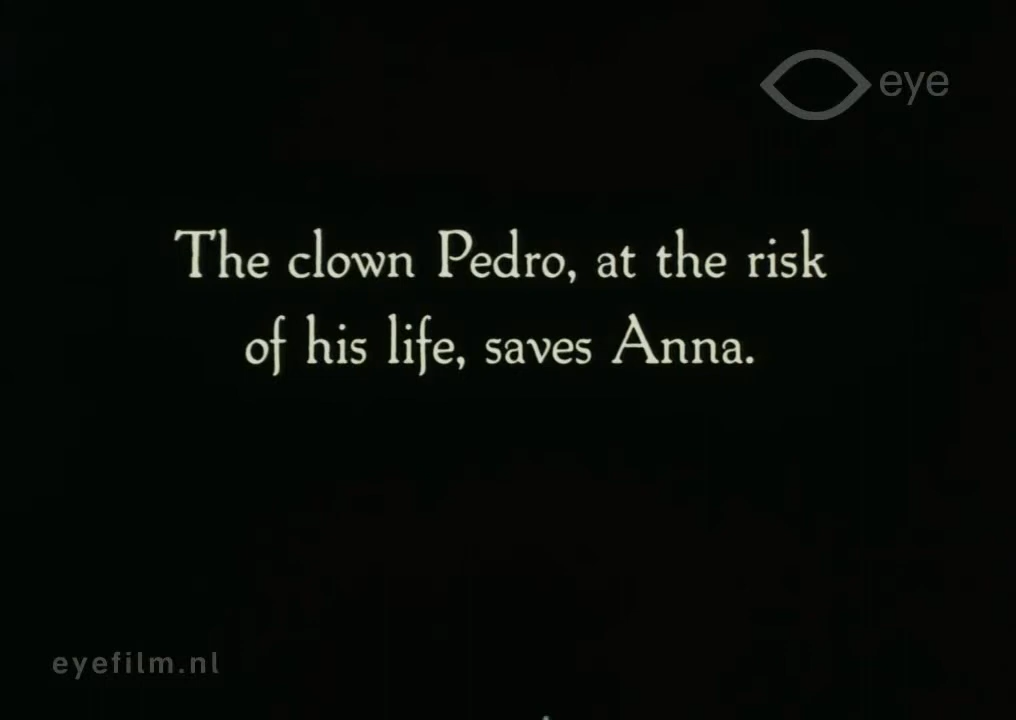 eye
The clown Pedro, at the risk
of his life, saves Anna.
eyefilm.nl